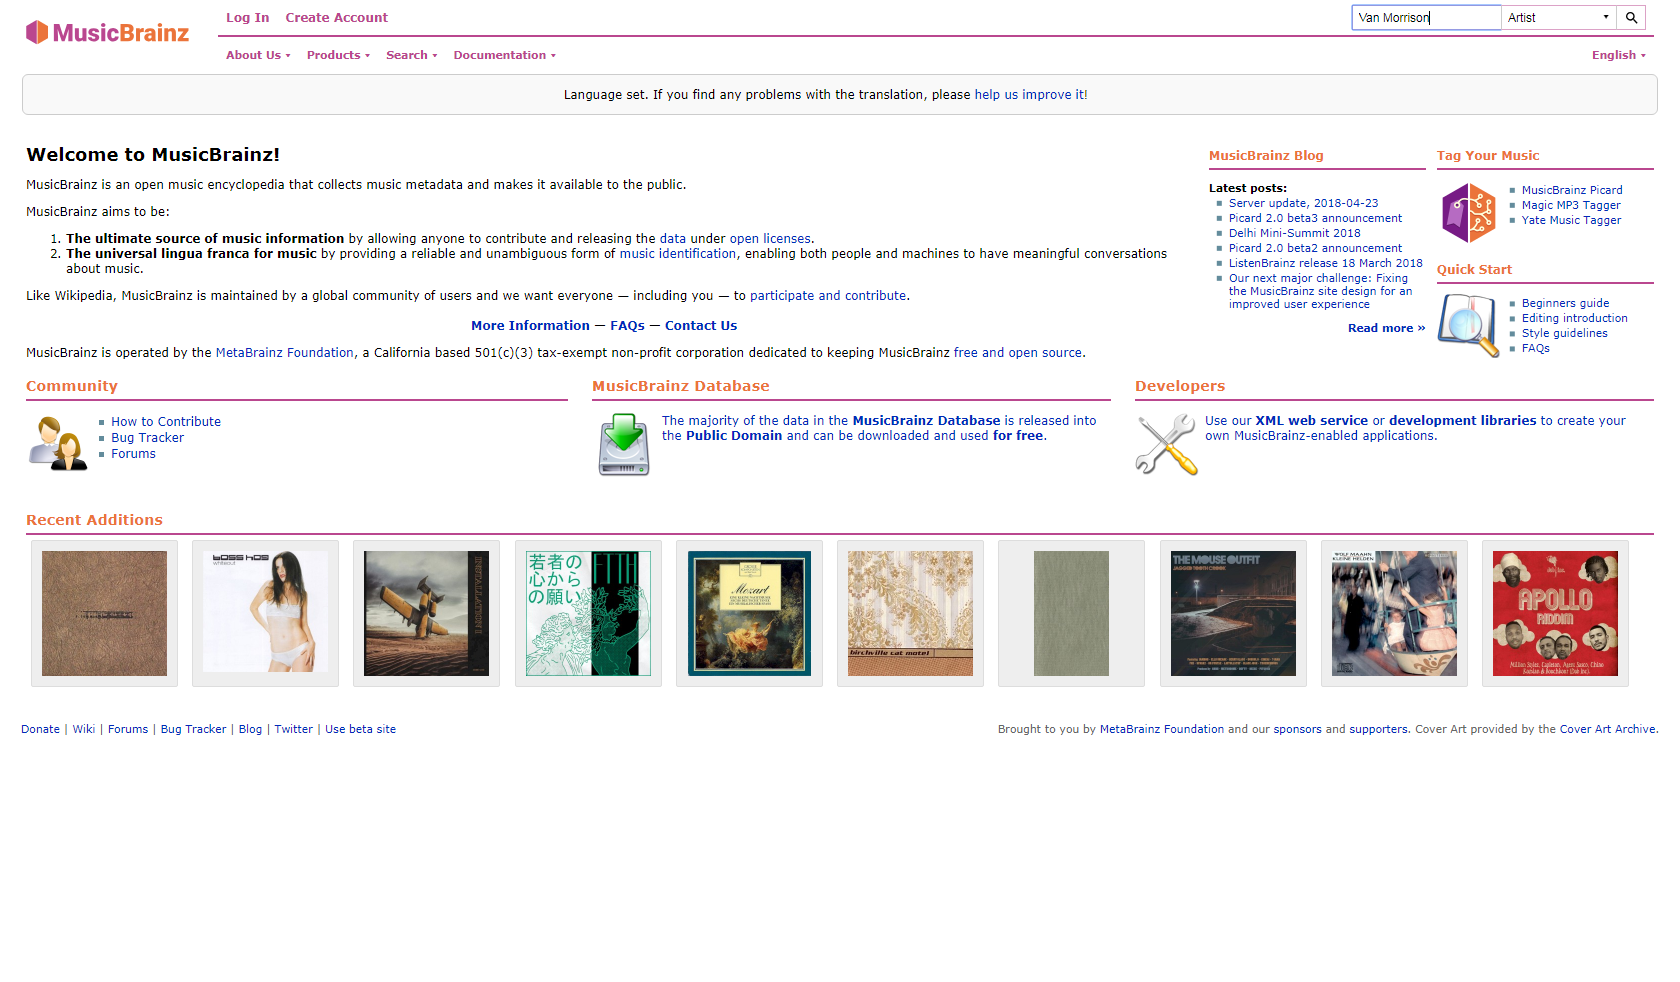 MusicBrainz
Log In Create Account
Van Morrison Artist
About Us Products Search Documentation English
Language set. If you find any problems with the translation, please help us improve it!
Welcome to MusicBrainz!
MusicBrainz is an open music encyclopedia that collects music metadata and makes it available to the public.
MusicBrainz aims to be:
1. The ultimate source of music information by allowing anyone to contribute and releasing the data under open licenses.
2. The universal lingua franca for music by providing a reliable and unambiguous form of music identification, enabling both people and machines to have meaningful conversations
about music.
Like Wikipedia, MusicBrainz is maintained by a global community of users and we want everyone — including you — to participate and contribute.
More Information — FAQs — Contact Us
MusicBrainz is operated by the MetaBrainz Foundation, a California based 501(c)(3) tax-exempt non-profit corporation dedicated to keeping MusicBrainz free and open source.
MusicBrainz Blog
Latest posts:
Server update, 2018-04-23
Picard 2.0 beta3 announcement
Delhi Mini-Summit 2018
Picard 2.0 beta2 announcement
ListenBrainz release 18 March 2018
Our next major challenge: Fixing
the MusicBrainz site design for an
improved user experience
Read more »
Tag Your Music
MusicBrainz Picard
Magic MP3 Tagger
Yate Music Tagger
Quick Start
Beginners guide
Editing introduction
Style guidelines
FAQs
Community
How to Contribute
Bug Tracker
Forums
MusicBrainz Database
The majority of the data in the MusicBrainz Database is released into
the Public Domain and can be downloaded and used for free.
Developers
Use our XML web service or development libraries to create your
own MusicBrainz-enabled applications.
Recent Additions
boss hog
whiteout
若者の
心から
の願い
FTTH
Mozart
birchville cat motel
THE MOUSE OUTFIT
JAGGED TOOTH CROOK
WOLF MAAHN
KLEINE HELDEN
APOLLO
RIDDIM
Donate | Wiki | Forums | Bug Tracker | Blog | Twitter | Use beta site
Brought to you by MetaBrainz Foundation and our sponsors and supporters. Cover Art provided by the Cover Art Archive.